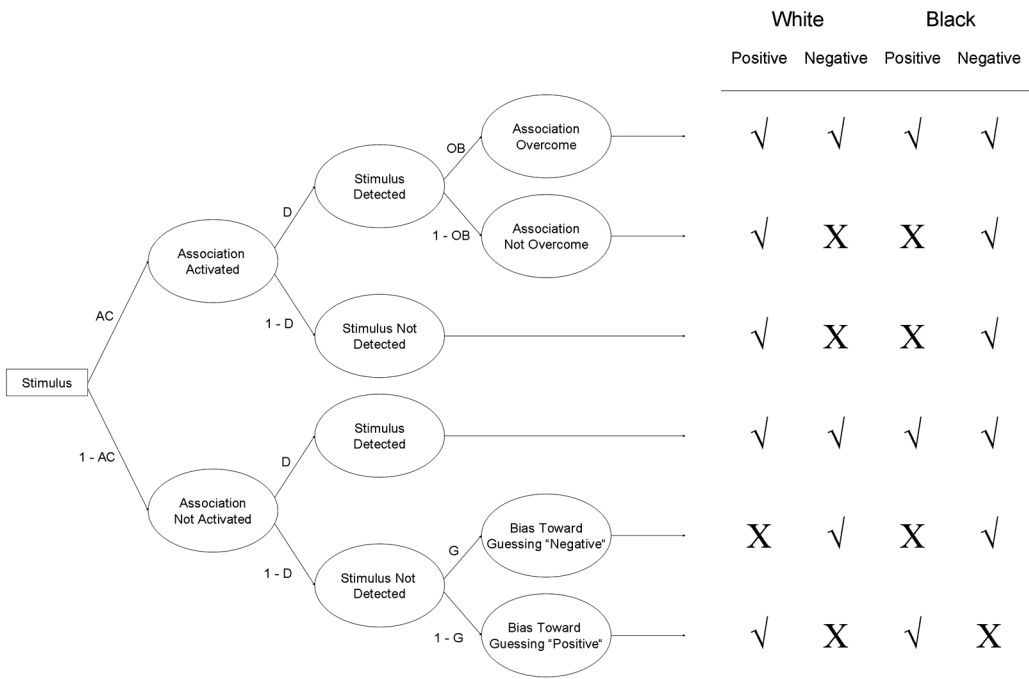 White Black
Positive Negative Positive Negative
Association
Overcome
√ √ √ √
OB
Stimulus
Detected
D
1 - OB
Association
Not Overcome
√ X X √
Association
Activated
AC
1 - D
Stimulus Not
Detected
√ X X √
Stimulus
1 - AC
Stimulus
Detected
√ √ √ √
D
Association
Not Activated
Bias Toward
Guessing "Negative"
X √ X √
G
1 - D
Stimulus Not
Detected
1 - G
Bias Toward
Guessing "Positive"
√ X √ X